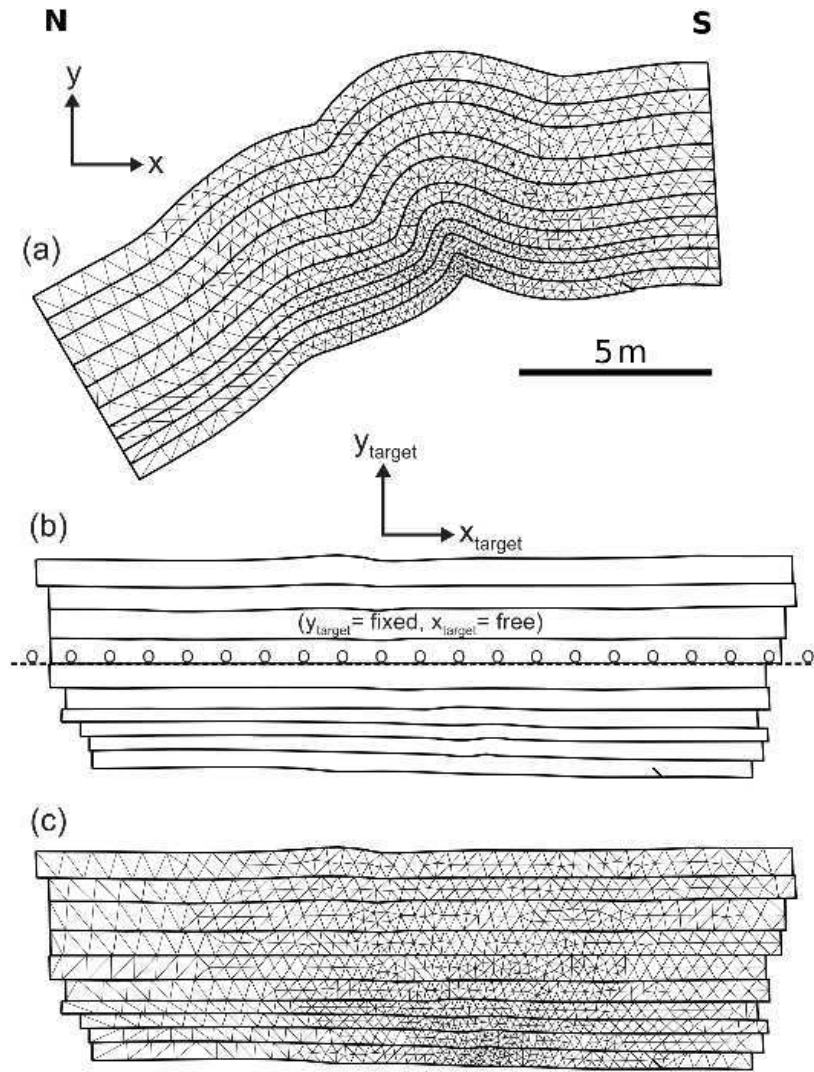 N
S
y
x
(a)
5 m
y target
(b)
x target
(y target = fixed, x target = free)
(c)